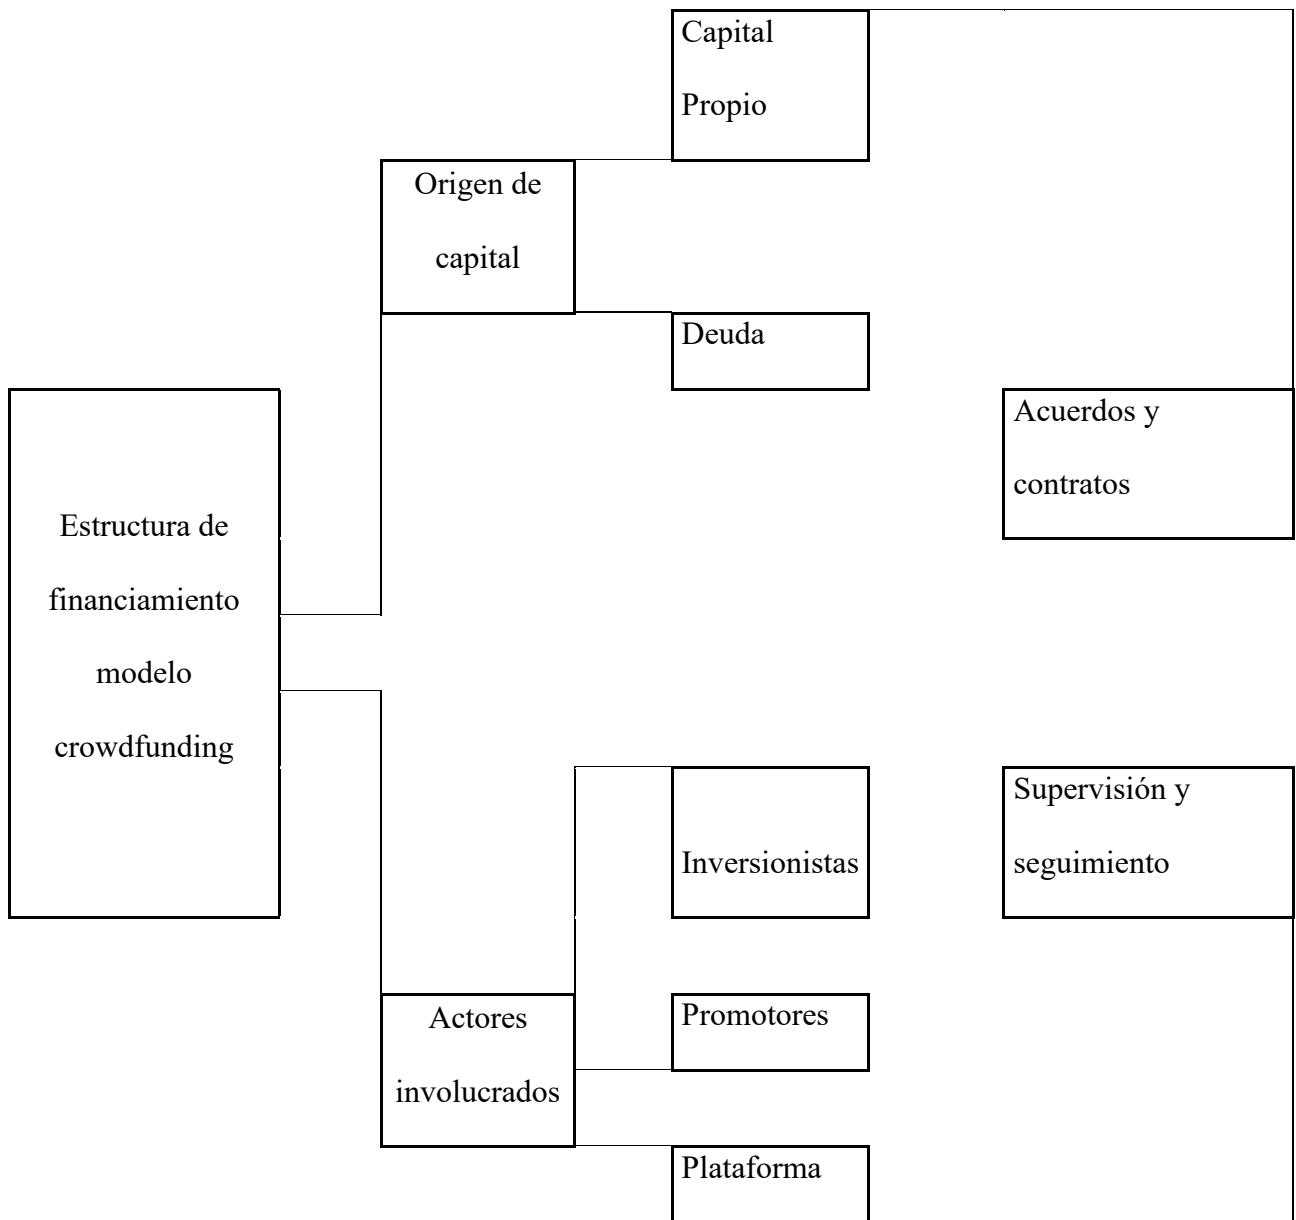 Capital
Propio
Origen de
capital
Deuda
Acuerdos y
contratos
Estructura de
financiamiento
modelo
crowdfunding
Supervisión y
seguimiento
Inversionistas
Actores
involucrados
Promotores
Plataforma